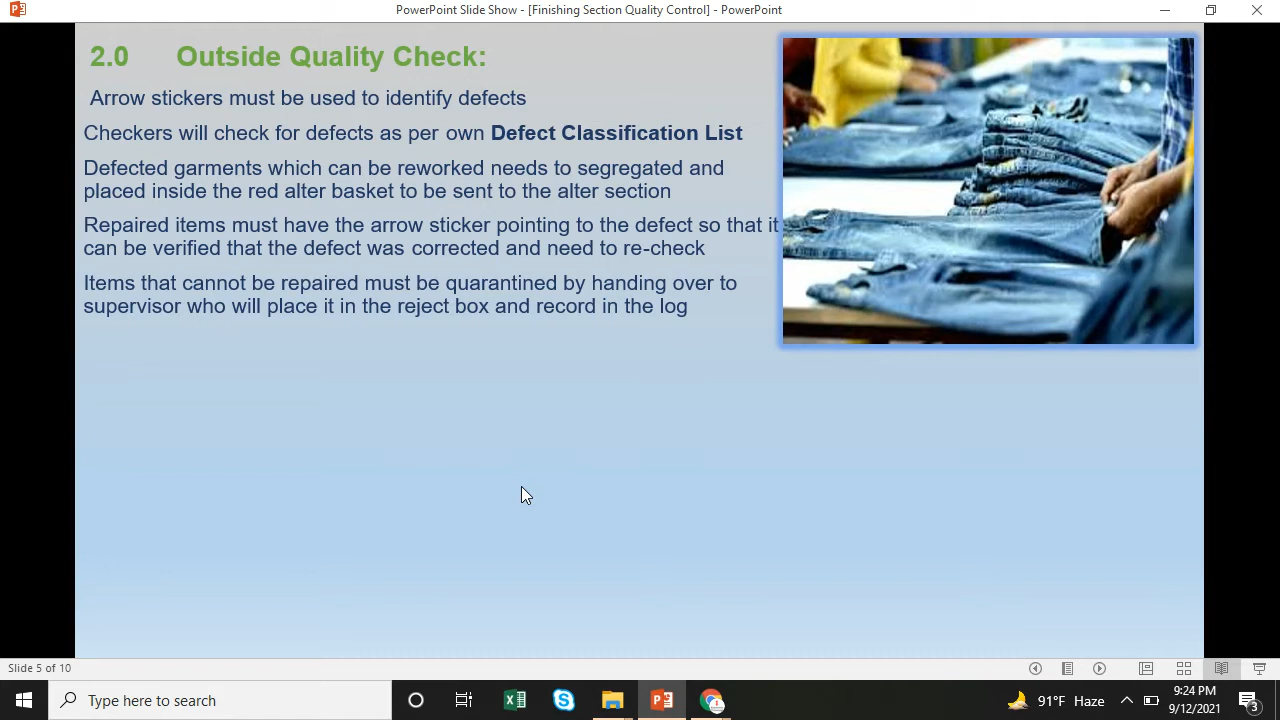 PowerPoint Slide Show - [Finishing Section Quality Control] - PowerPoint
2.0 Outside Quality Check:
Arrow stickers must be used to identify defects
Checkers will check for defects as per own Defect Classification List
Defected garments which can be reworked needs to segregated and
placed inside the red alter basket to be sent to the alter section
Repaired items must have the arrow sticker pointing to the defect so that it
can be verified that the defect was corrected and need to re-check
Items that cannot be repaired must be quarantined by handing over to
supervisor who will place it in the reject box and record in the log
Slide 5 of 10
Type here to search
91°F Haze
9:24 PM
9/12/2021
3